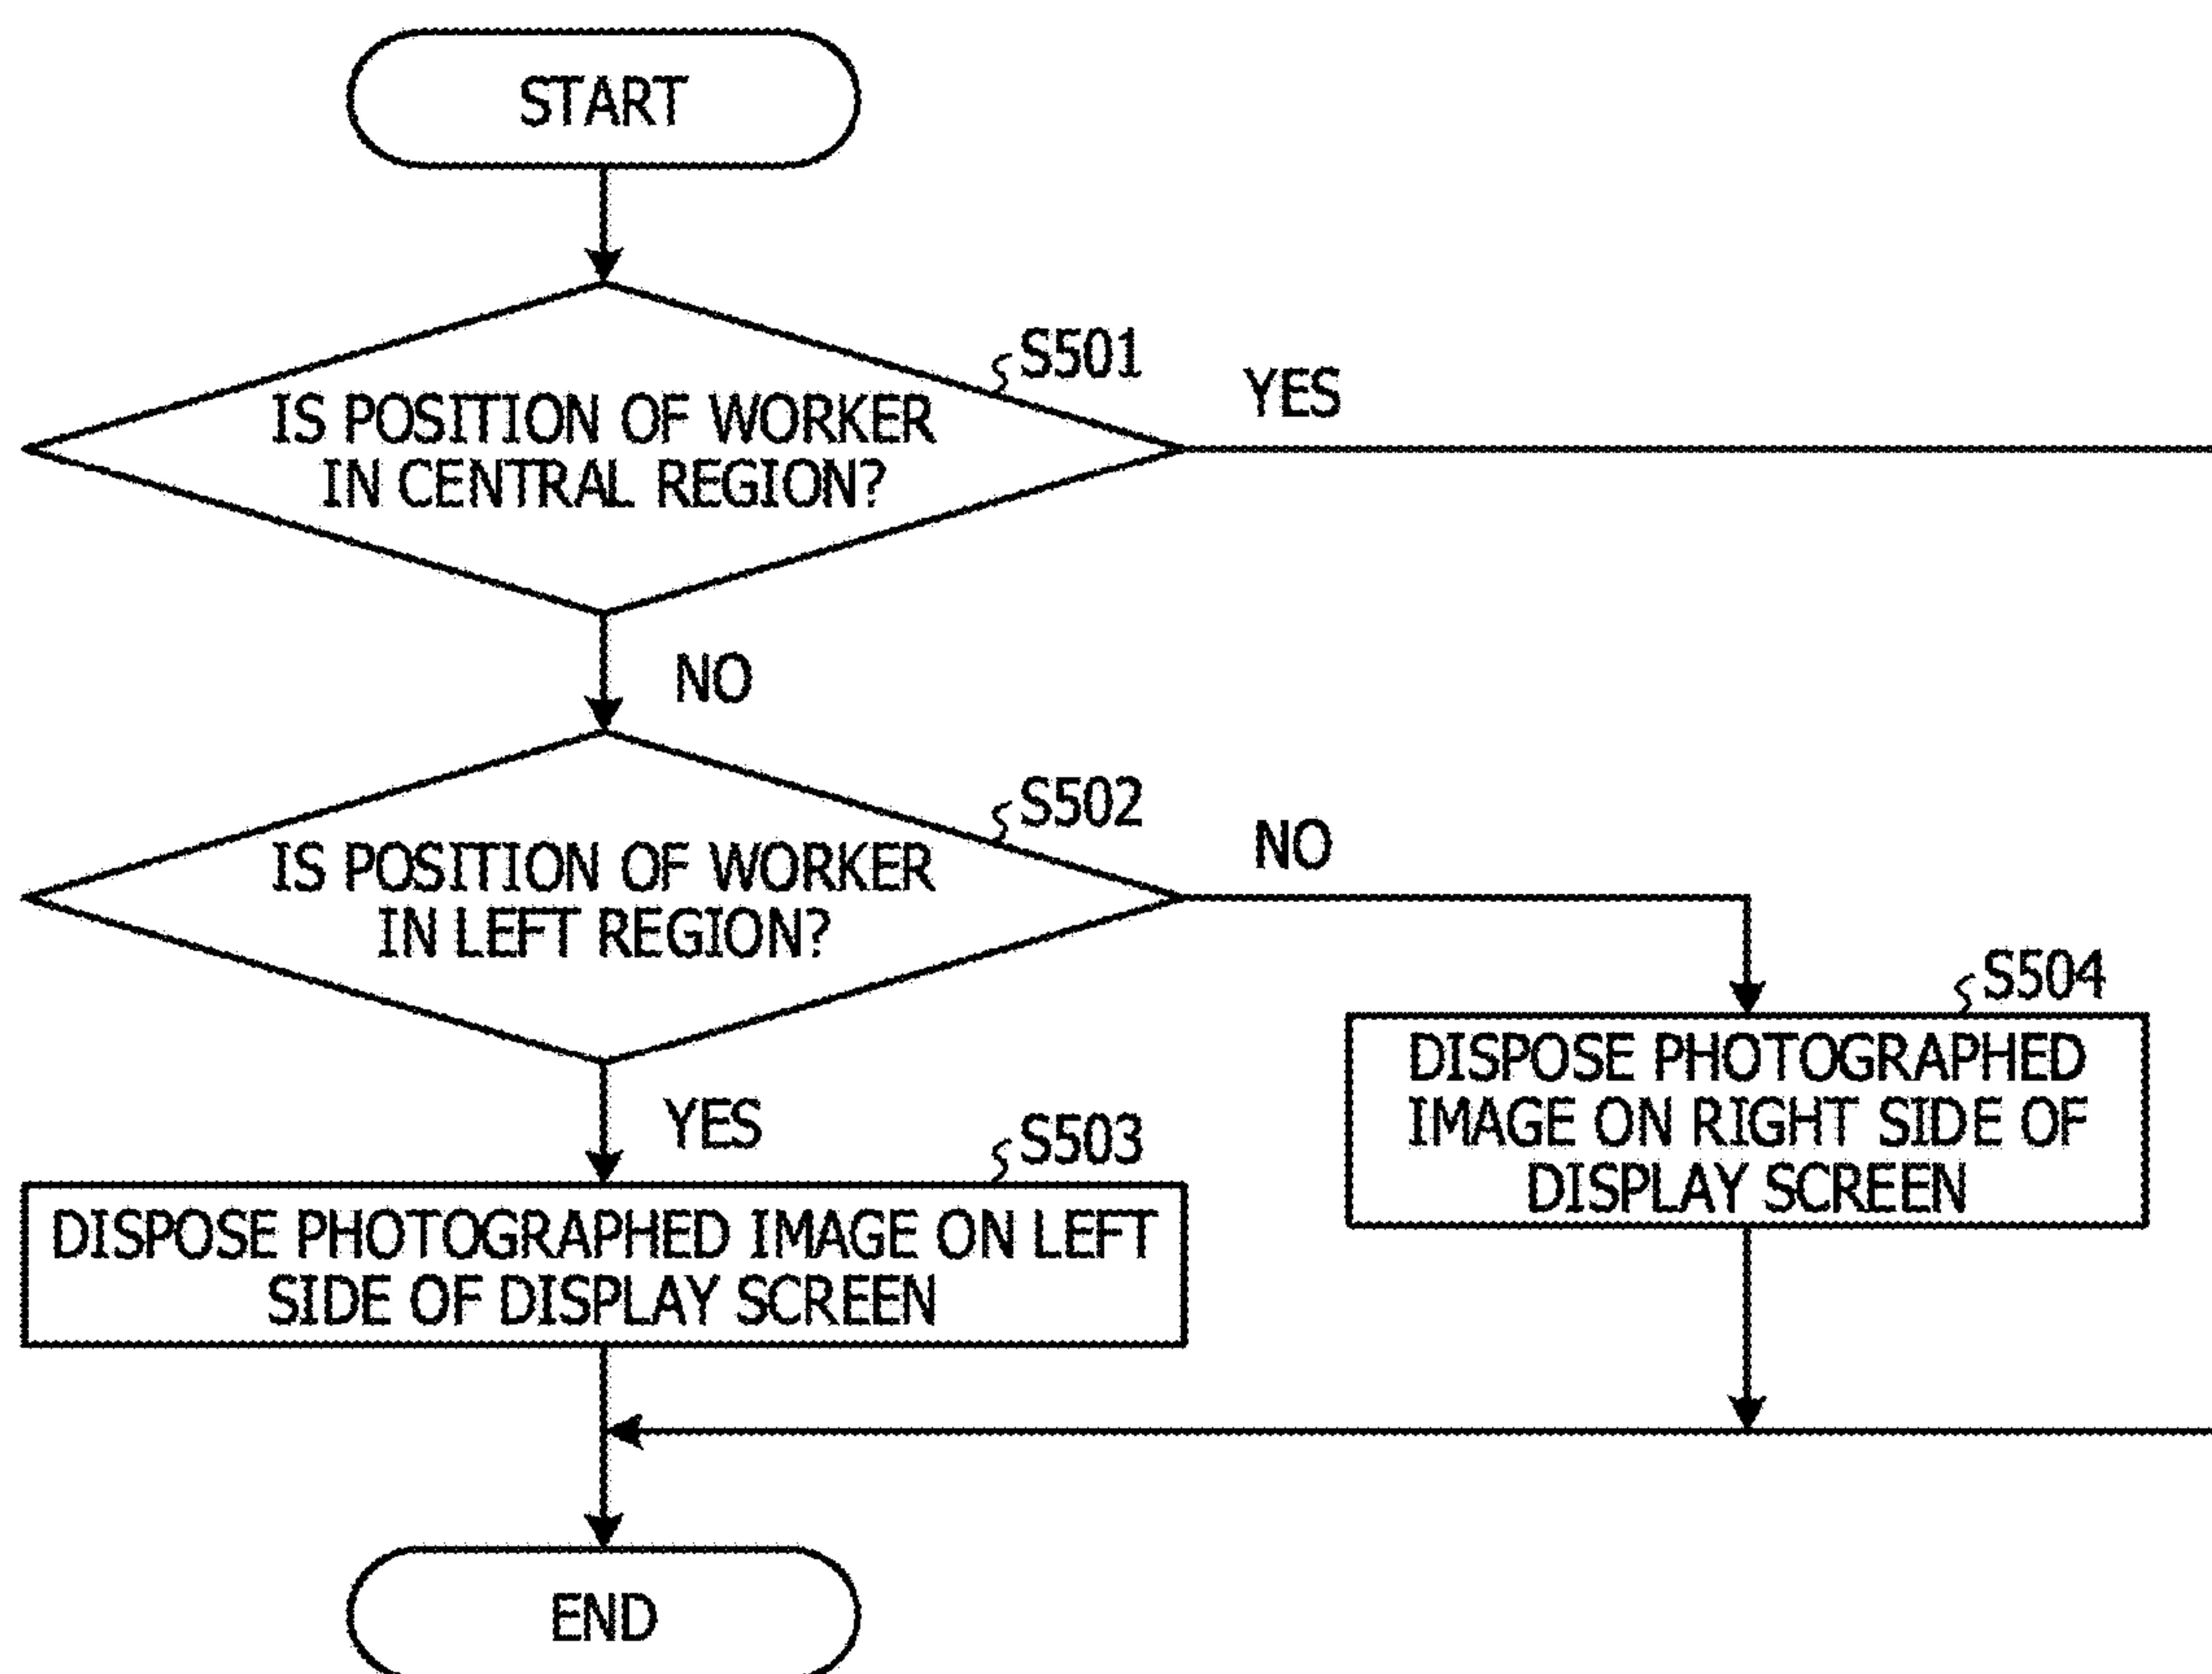 START
S501
YES
IS POSITION OF WORKER
IN CENTRAL REGION?
NO
S502
NO
IS POSITION OF WORKER
IN LEFT REGION?
S504
DISPOSE PHOTOGRAPHED
IMAGE ON RIGHT SIDE OF
DISPLAY SCREEN
YES
S503
DISPOSE PHOTOGRAPHED IMAGE ON LEFT
SIDE OF DISPLAY SCREEN
END